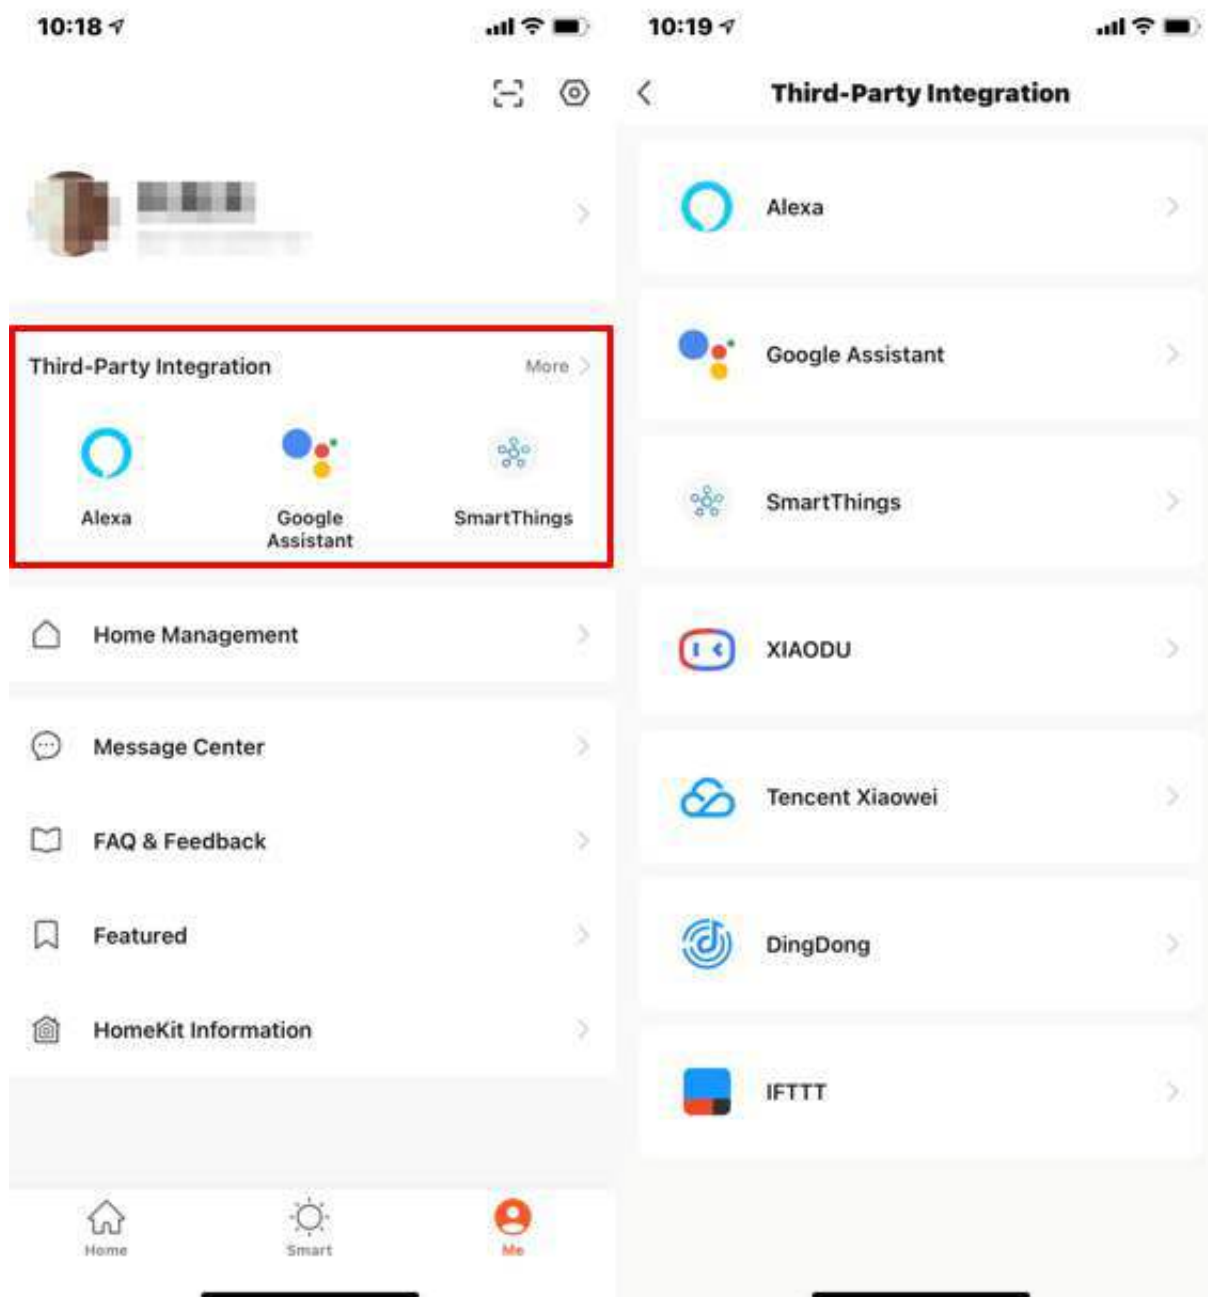 10:18
Third-Party Integration
More
Alexa
Google
Assistant
SmartThings
Home Management
Message Center
FAQ & Feedback
Featured
HomeKit Information
Home
Smart
Me
10:19
Third-Party Integration
Alexa
Google Assistant
SmartThings
XIAODU
Tencent Xiaowei
DingDong
IFTTT